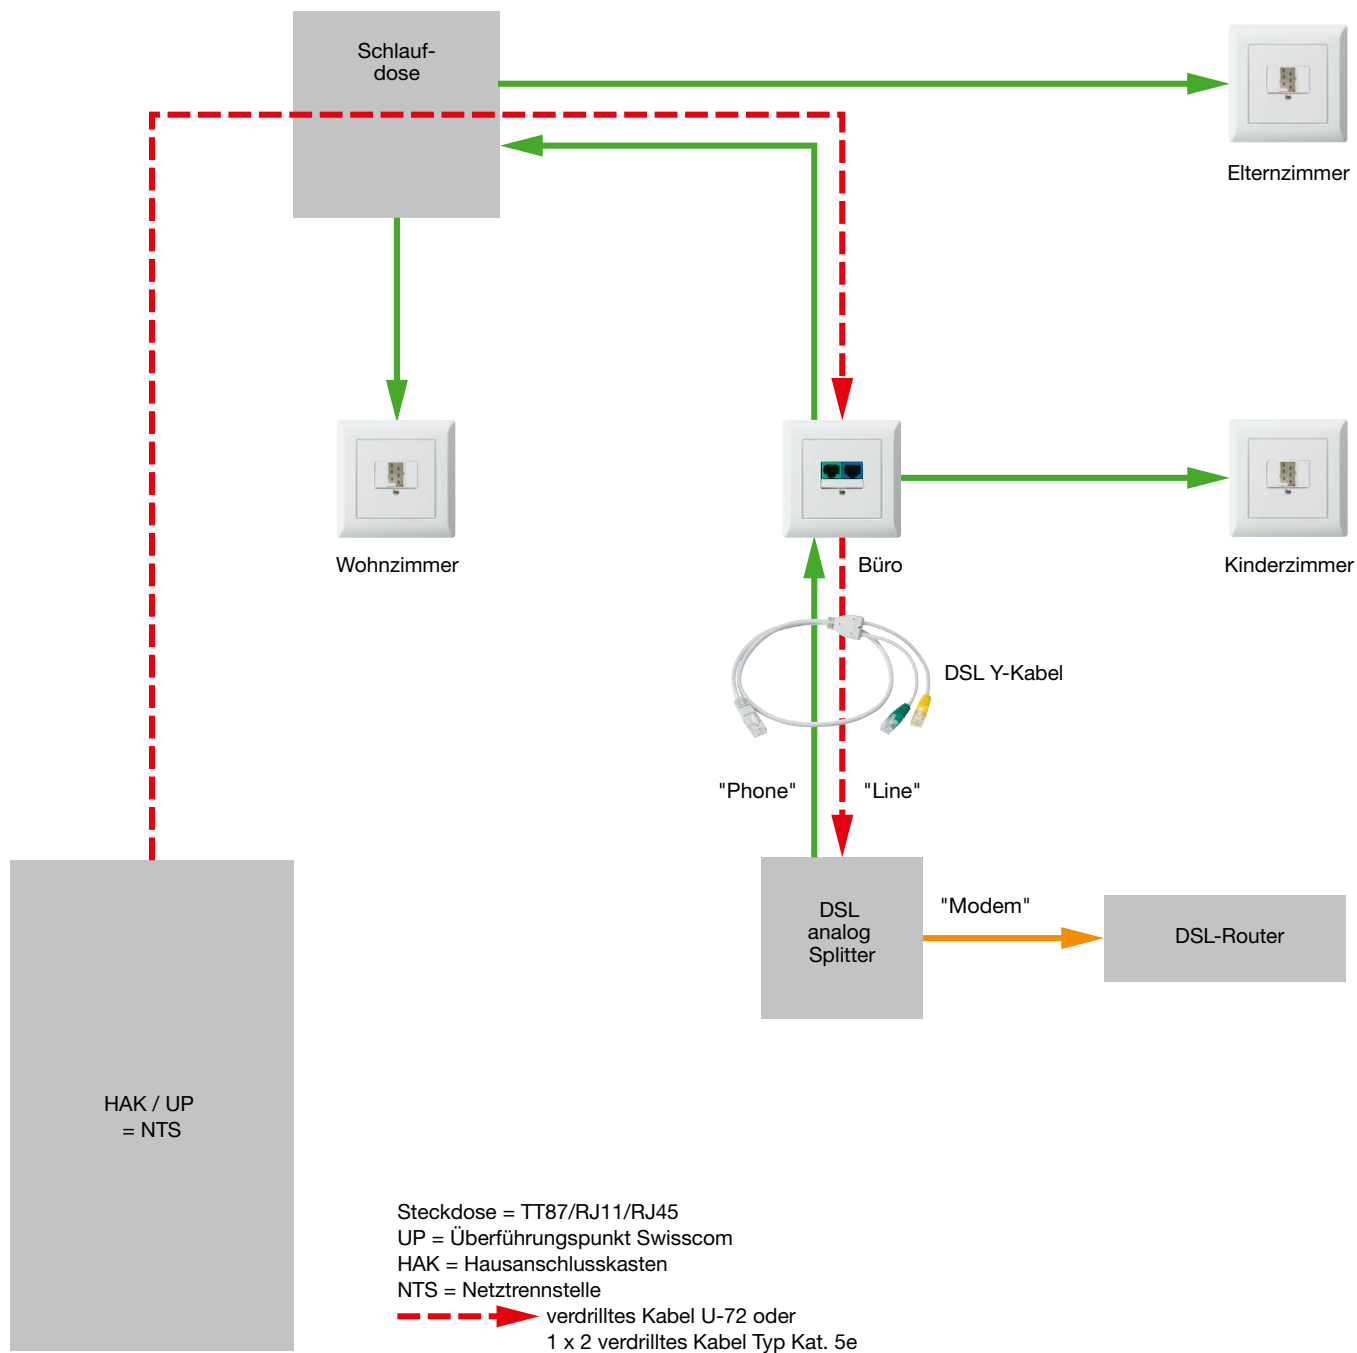 Schlauf-
dose
Elternzimmer
Wohnzimmer
Büro
Kinderzimmer
DSL Y-Kabel
"Phone"
"Line"
DSL
analog
Splitter
"Modem"
DSL-Router
HAK / UP
= NTS
Steckdose = TT87/RJ11/RJ45
UP = Überführungspunkt Swisscom
HAK = Hausanschlusskasten
NTS = Netztrennstelle
verdrilltes Kabel U-72 oder
1 x 2 verdrilltes Kabel Typ Kat. 5e